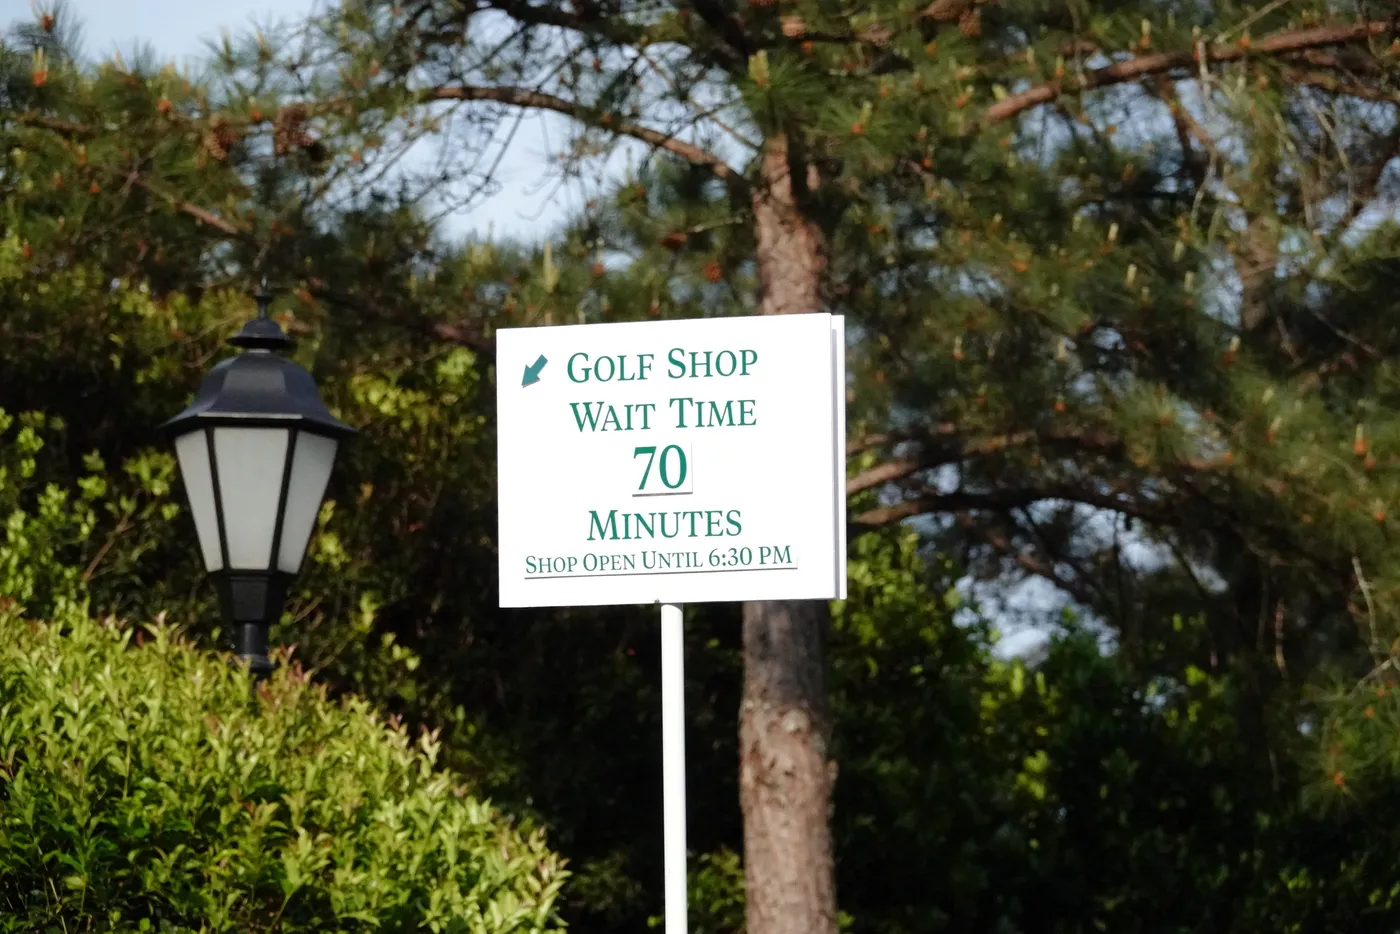 GOLF SHOP
WAIT TIME
70
MINUTES
SHOP OPEN UNTIL 6:30 PM